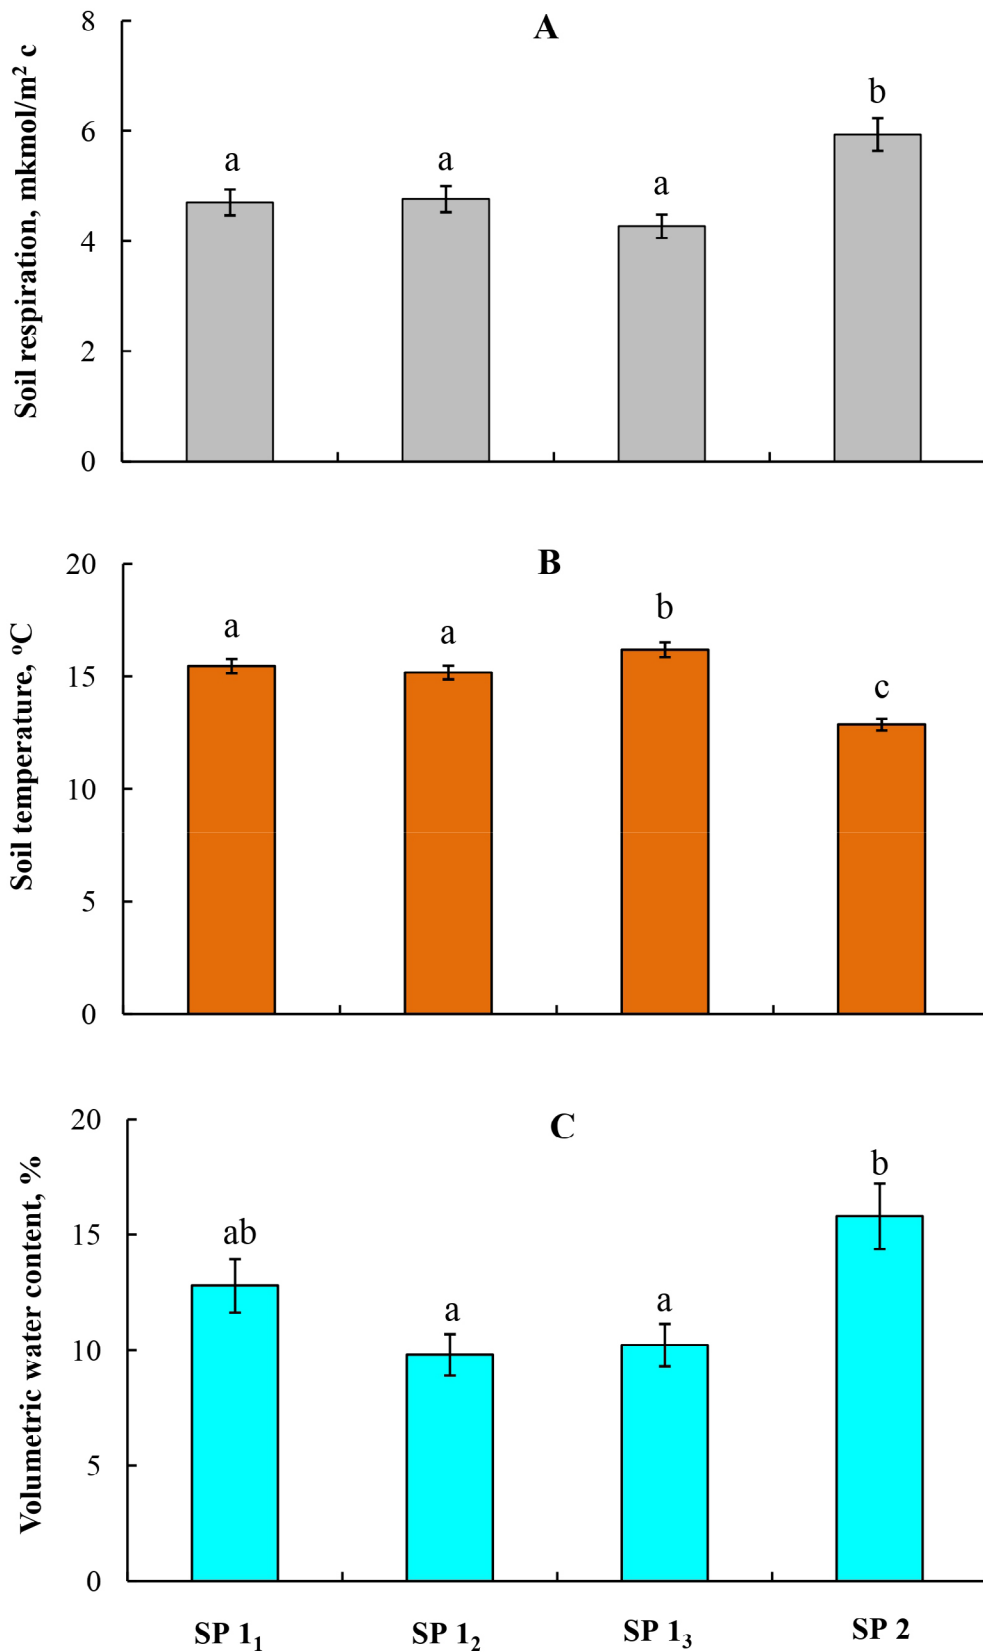 A
Soil respiration, mkmol/m² c
8
6
4
2
0
a
a
a
b
B
Soil temperature, ºC
20
15
10
5
0
a
a
b
c
C
Volumetric water content, %
20
15
10
5
0
ab
a
a
b
SP 1₁ SP 1₂ SP 1₃ SP 2